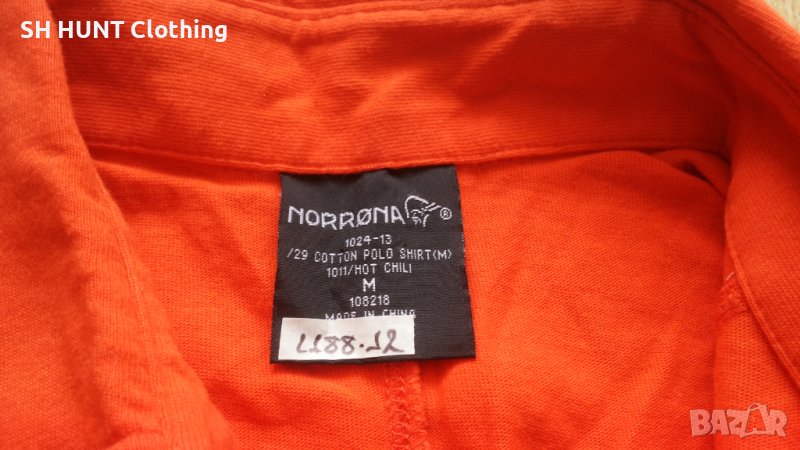 SH HUNT Clothing
NORRØNA ®
1024-13
/29 COTTON POLO SHIRT(M)
1011/HOT CHILI
M
108218
MADE IN CHINA
BAZAR